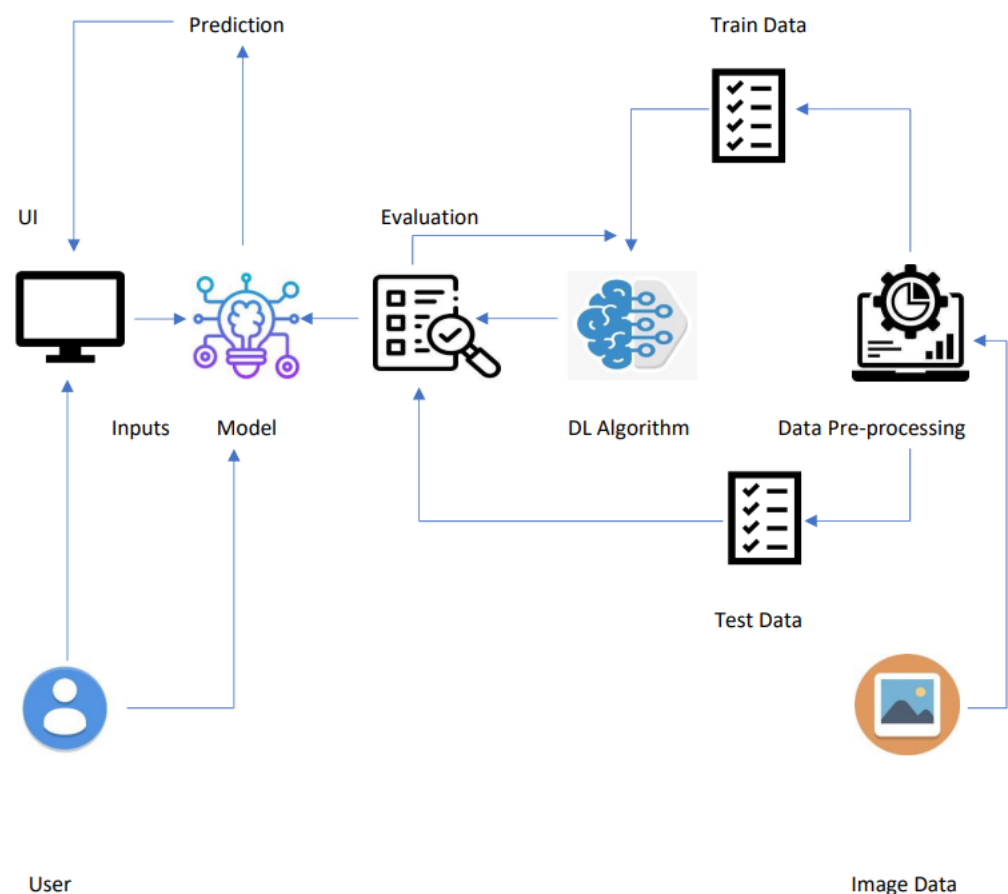 Prediction
Train Data
UI
Evaluation
Inputs
Model
DL Algorithm
Data Pre-processing
Test Data
User
Image Data